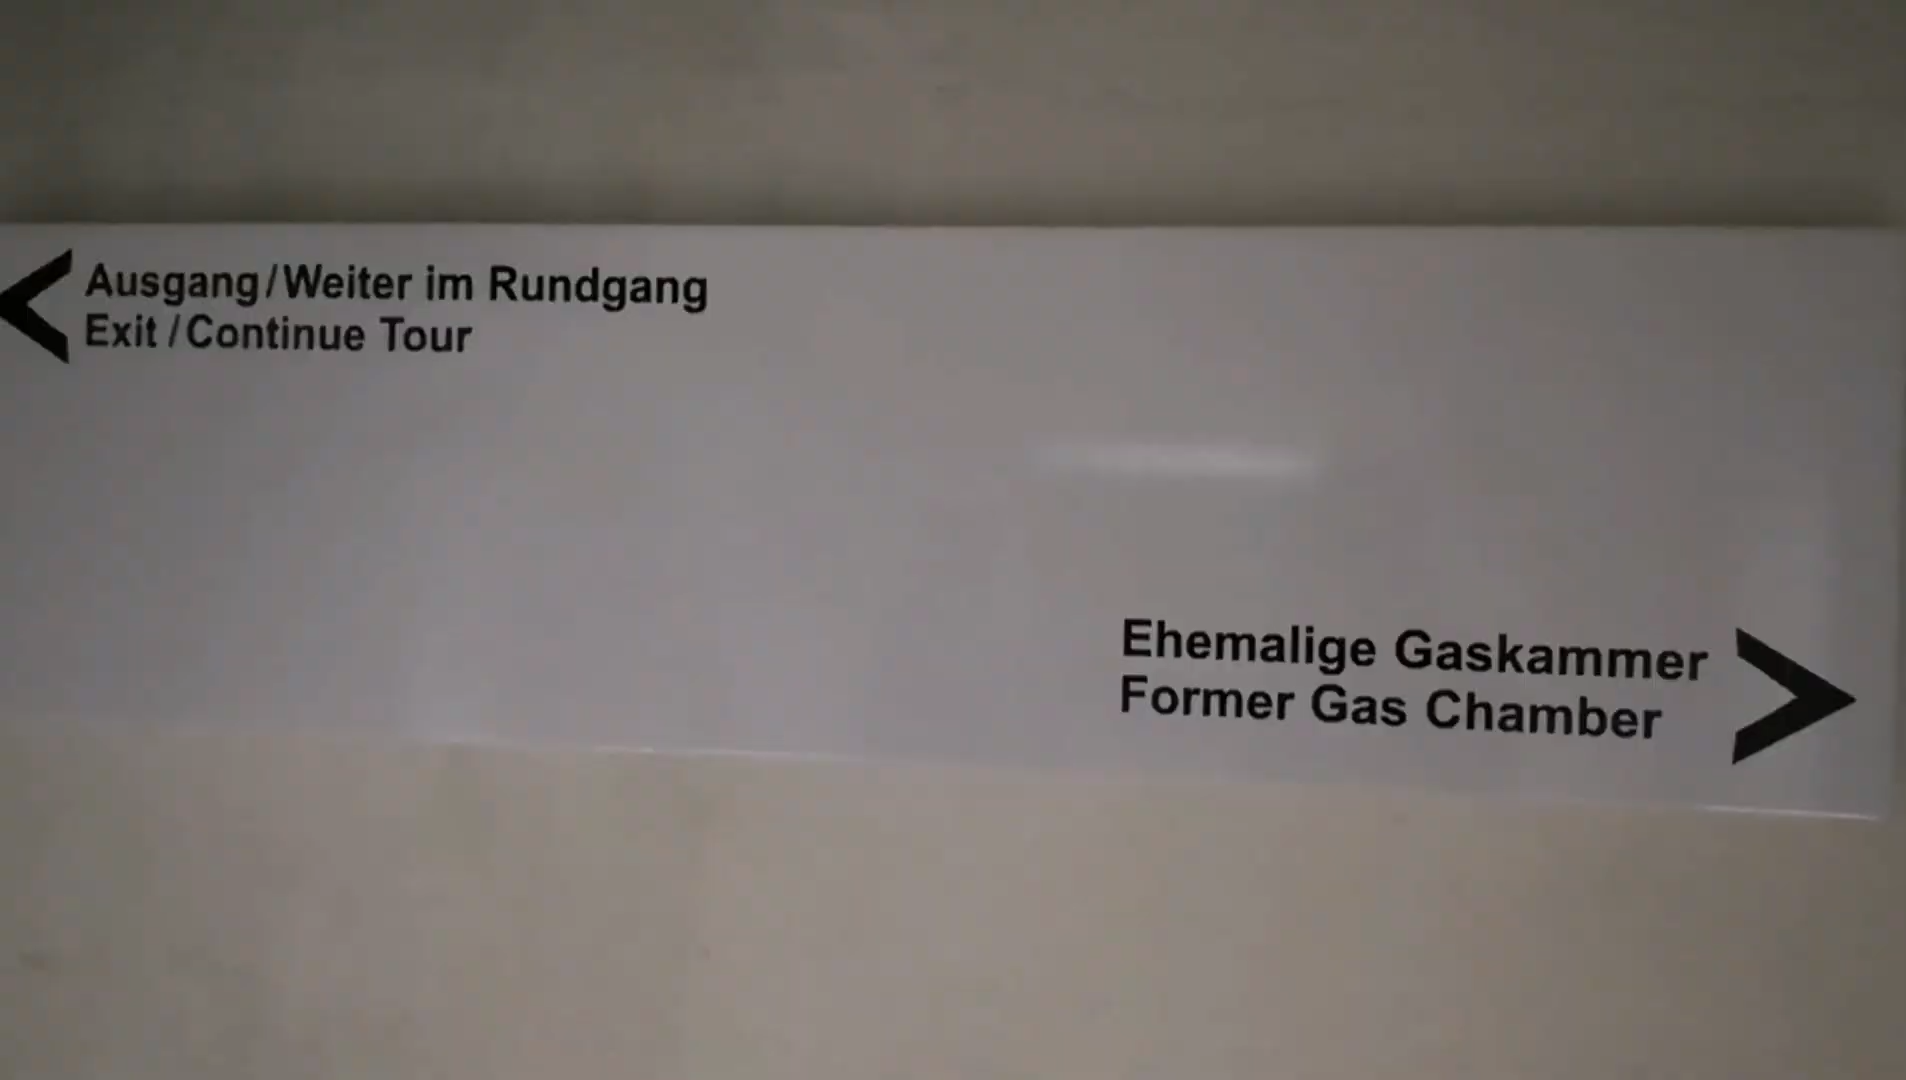 Ausgang/Weiter im Rundgang
Exit/Continue Tour
Ehemalige Gaskammer
Former Gas Chamber